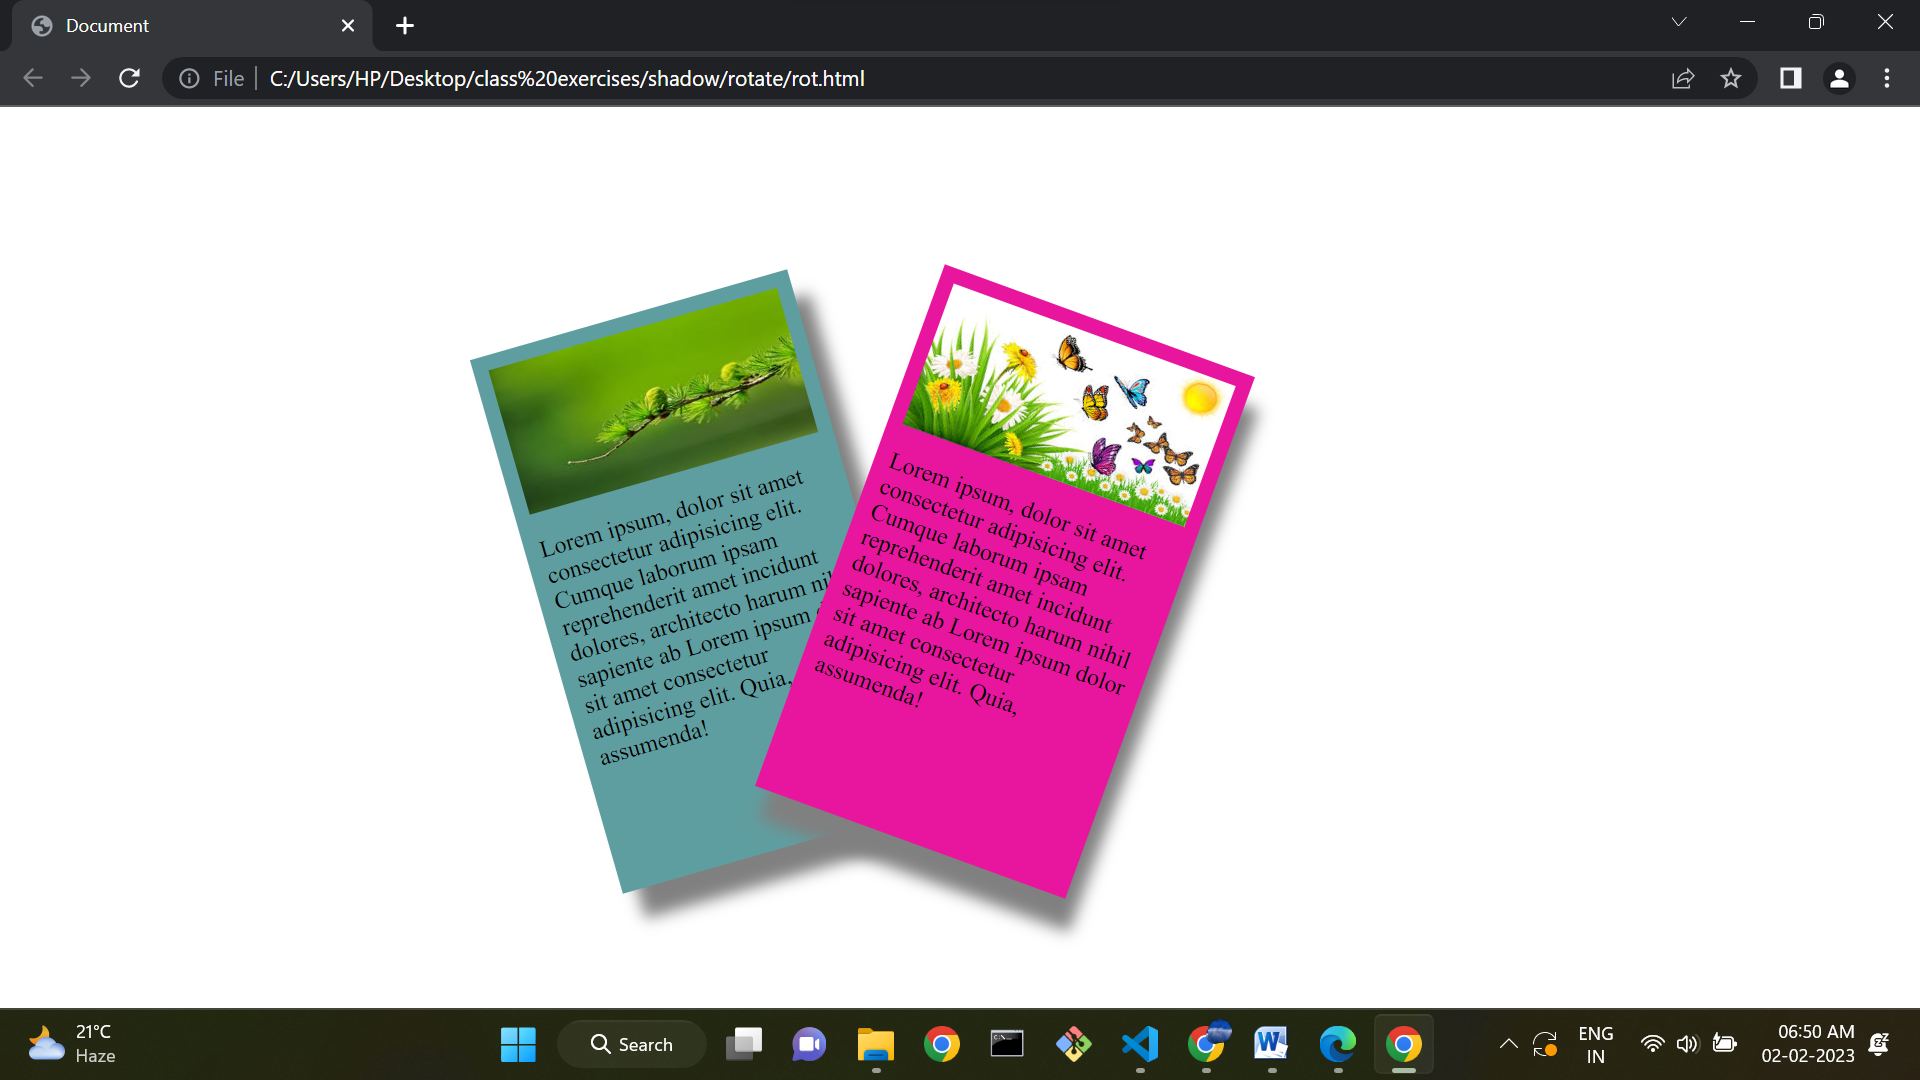 Document
File
C:/Users/HP/Desktop/class%20exercises/shadow/rotate/rot.html
Lorem ipsum, dolor sit amet
consectetur adipisicing elit.
Cumque laborum ipsam
reprehenderit amet incidunt
dolores, architecto harum
sapiente ab Lorem ipsum
sit amet consectetur
adipisicing elit. Quia,
assumenda!
Lorem ipsum, dolor sit amet
consectetur adipisicing elit.
Cumque laborum ipsam
reprehenderit amet incidunt
dolores, architecto harum nihil
sapiente ab Lorem ipsum dolor
sit amet consectetur
adipisicing elit. Quia,
assumenda!
21°C
Haze
Search
ENG
IN
06:50 AM
02-02-2023